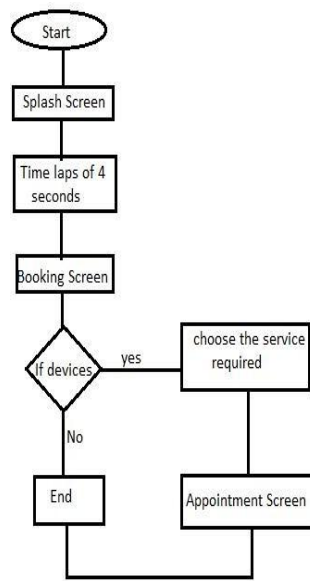 Start
Splash Screen
Time laps of 4
seconds
Booking Screen
If devices
yes
choose the service
required
No
End
Appointment Screen